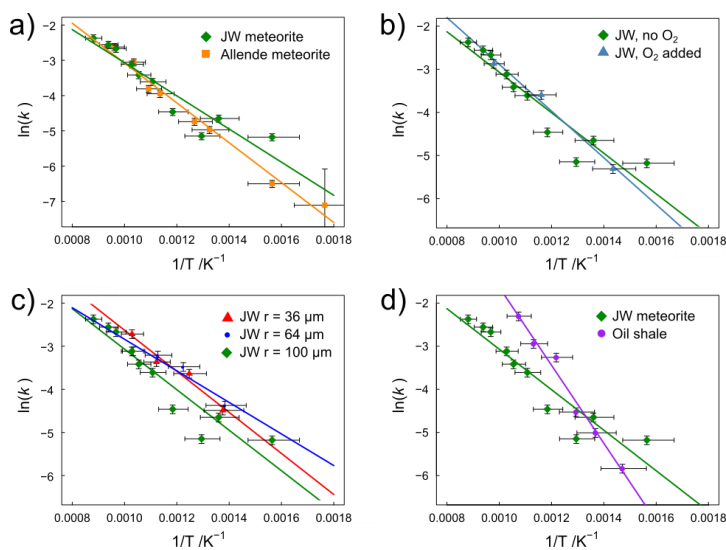 a)
JW meteorite
Allende meteorite
−2
−3
−4
−5
−6
−7
ln(k)
0.0008 0.0010 0.0012 0.0014 0.0016 0.0018
1/T /K⁻¹
b)
JW, no O₂
JW, O₂ added
−2
−3
−4
−5
−6
ln(k)
0.0008 0.0010 0.0012 0.0014 0.0016 0.0018
1/T /K⁻¹
c)
JW r = 36 µm
JW r = 64 µm
JW r = 100 µm
−2
−3
−4
−5
−6
ln(k)
0.0008 0.0010 0.0012 0.0014 0.0016 0.0018
1/T /K⁻¹
d)
JW meteorite
Oil shale
−2
−3
−4
−5
−6
ln(k)
0.0008 0.0010 0.0012 0.0014 0.0016 0.0018
1/T /K⁻¹